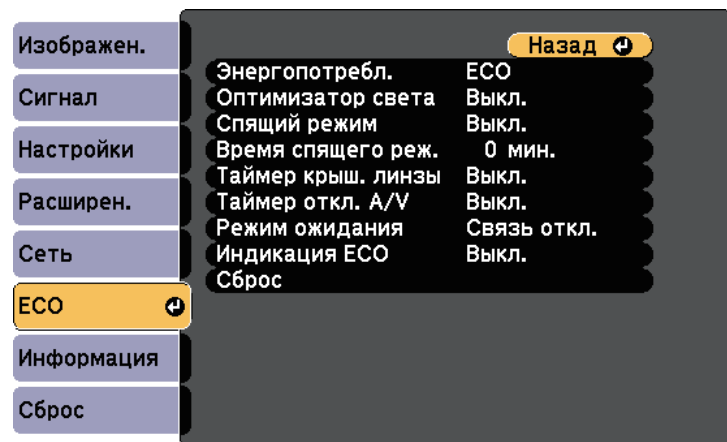 Изображен.
Сигнал
Настройки
Расширен.
Сеть
ECO
Информация
Сброс
Назад
Энергопотребл. ECO
Оптимизатор света Выкл.
Спящий режим Выкл.
Время спящего реж. 0 мин.
Таймер крыш. линзы Выкл.
Таймер откл. A/V Выкл.
Режим ожидания Связь откл.
Индикация ECO Выкл.
Сброс